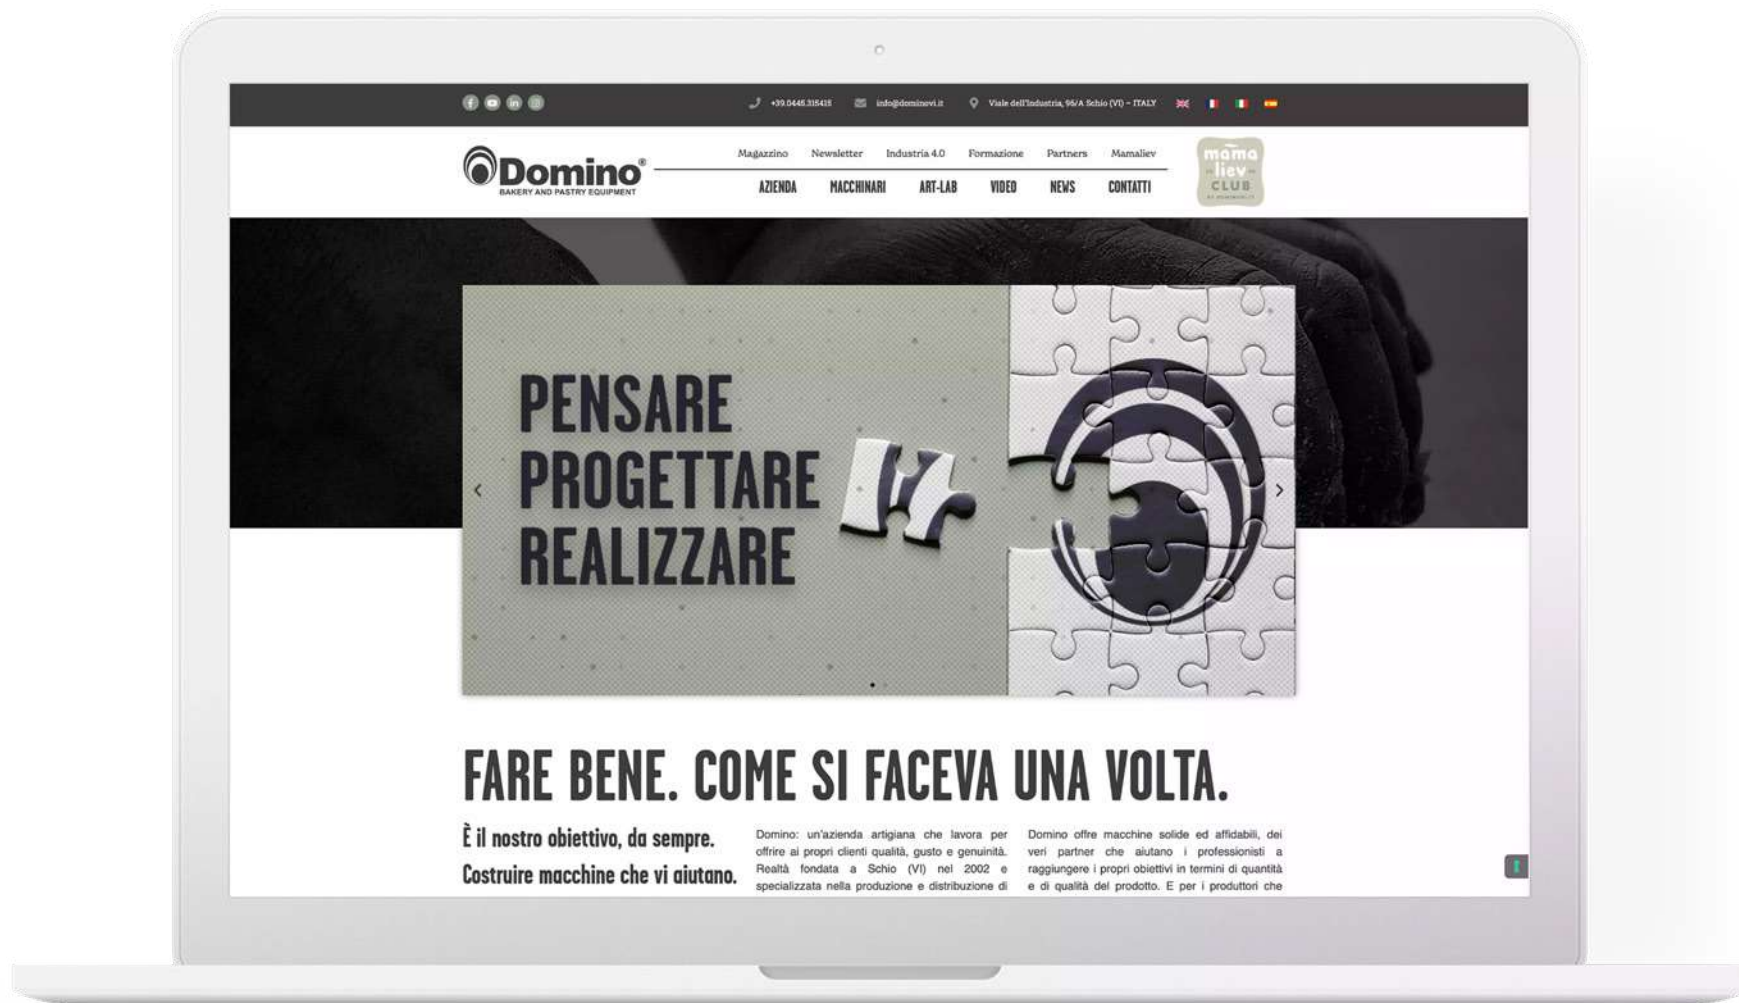 +39.0445.315415 info@dominovi.it Viale dell'Industria, 96/A Schio (VI) – ITALY
Magazzino Newsletter Industria 4.0 Formazione Partners Mamaliev
Domino®
BAKERY AND PASTRY EQUIPMENT
AZIENDA MACCHINARI ART-LAB VIDEO NEWS CONTATTI
mama
liev
CLUB
PENSARE
PROGETTARE
REALIZZARE
FARE BENE. COME SI FACEVA UNA VOLTA.
È il nostro obiettivo, da sempre.
Costruire macchine che vi aiutano.
Domino: un'azienda artigiana che lavora per
offrire ai propri clienti qualità, gusto e genuinità.
Realtà fondata a Schio (VI) nel 2002 e
specializzata nella produzione e distribuzione di
Domino offre macchine solide ed affidabili, dei
veri partner che aiutano i professionisti a
raggiungere i propri obiettivi in termini di quantità
e di qualità del prodotto. E per i produttori che